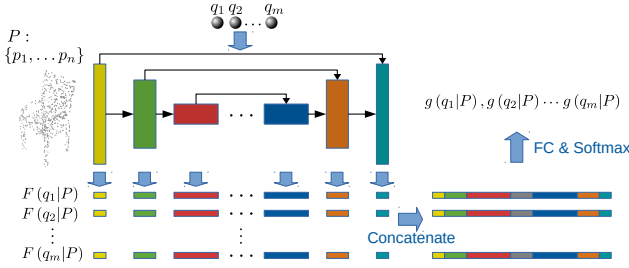 q₁ q₂ ... qₘ
P :
{p₁, ... pₙ}
...
g (q₁|P) , g (q₂|P) ··· g (qₘ|P)
FC & Softmax
F (q₁|P) ...
F (q₂|P) ...
⋮ ⋮
Concatenate
F (qₘ|P) ...